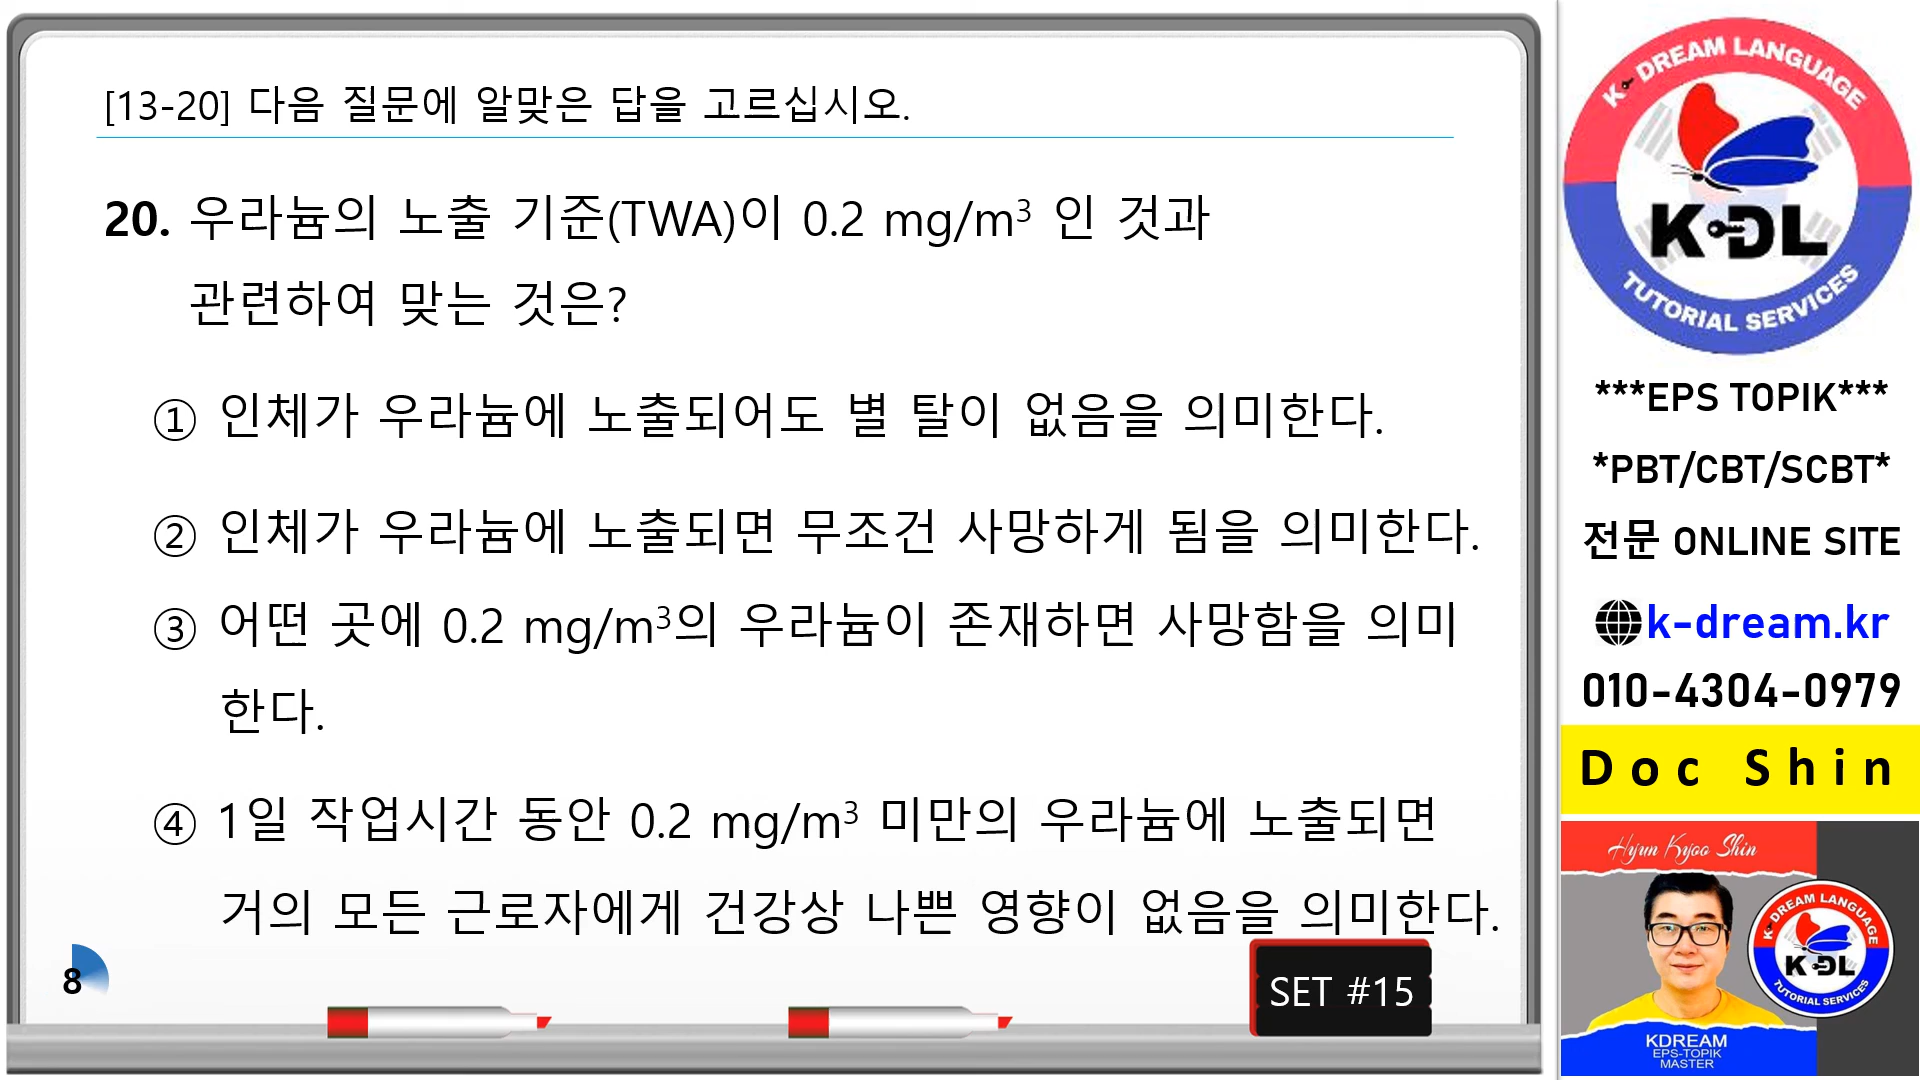 [13-20] 다음 질문에 알맞은 답을 고르십시오.
20. 우라늄의 노출 기준(TWA)이 0.2 mg/m³ 인 것과
관련하여 맞는 것은?
① 인체가 우라늄에 노출되어도 별 탈이 없음을 의미한다.
② 인체가 우라늄에 노출되면 무조건 사망하게 됨을 의미한다.
③ 어떤 곳에 0.2 mg/m³의 우라늄이 존재하면 사망함을 의미
한다.
④ 1일 작업시간 동안 0.2 mg/m³ 미만의 우라늄에 노출되면
거의 모든 근로자에게 건강상 나쁜 영향이 없음을 의미한다.
8
SET #15
K-DREAM LANGUAGE
K-DL
TUTORIAL SERVICES
***EPS TOPIK***
*PBT/CBT/SCBT*
전문 ONLINE SITE
k-dream.kr
010-4304-0979
Doc Shin
Hyun Kyoo Shin
K-DREAM LANGUAGE
K-DL
TUTORIAL SERVICES
KDREAM
EPS-TOPIK
MASTER